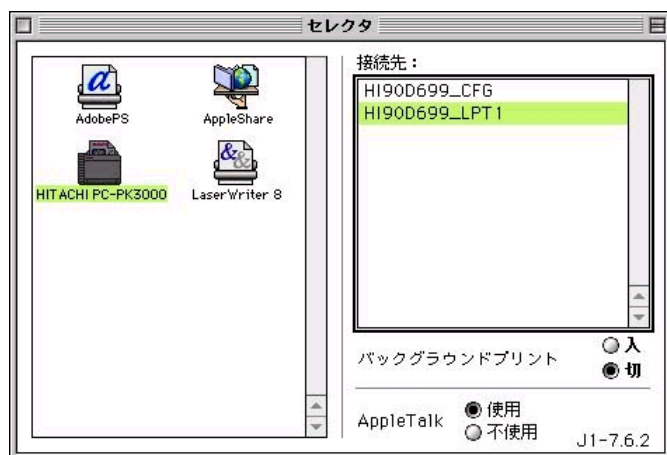 セレクタ
AdobePS
AppleShare
HITACHI PC-PK3000
LaserWriter 8
接続先：
HI90D699_CFG
HI90D699_LPT1
バックグラウンドプリント
入
切
AppleTalk
使用
不使用
J1-7.6.2